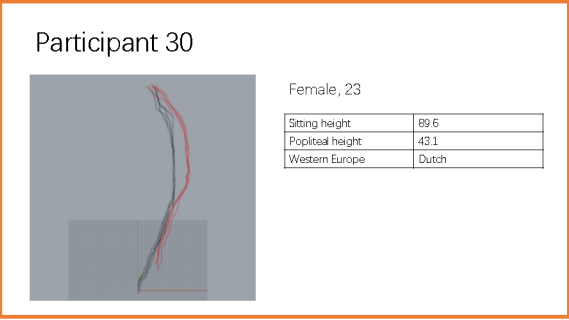 Participant 30
Female, 23
Sitting height 89.6
Popliteal height 43.1
Western Europe Dutch